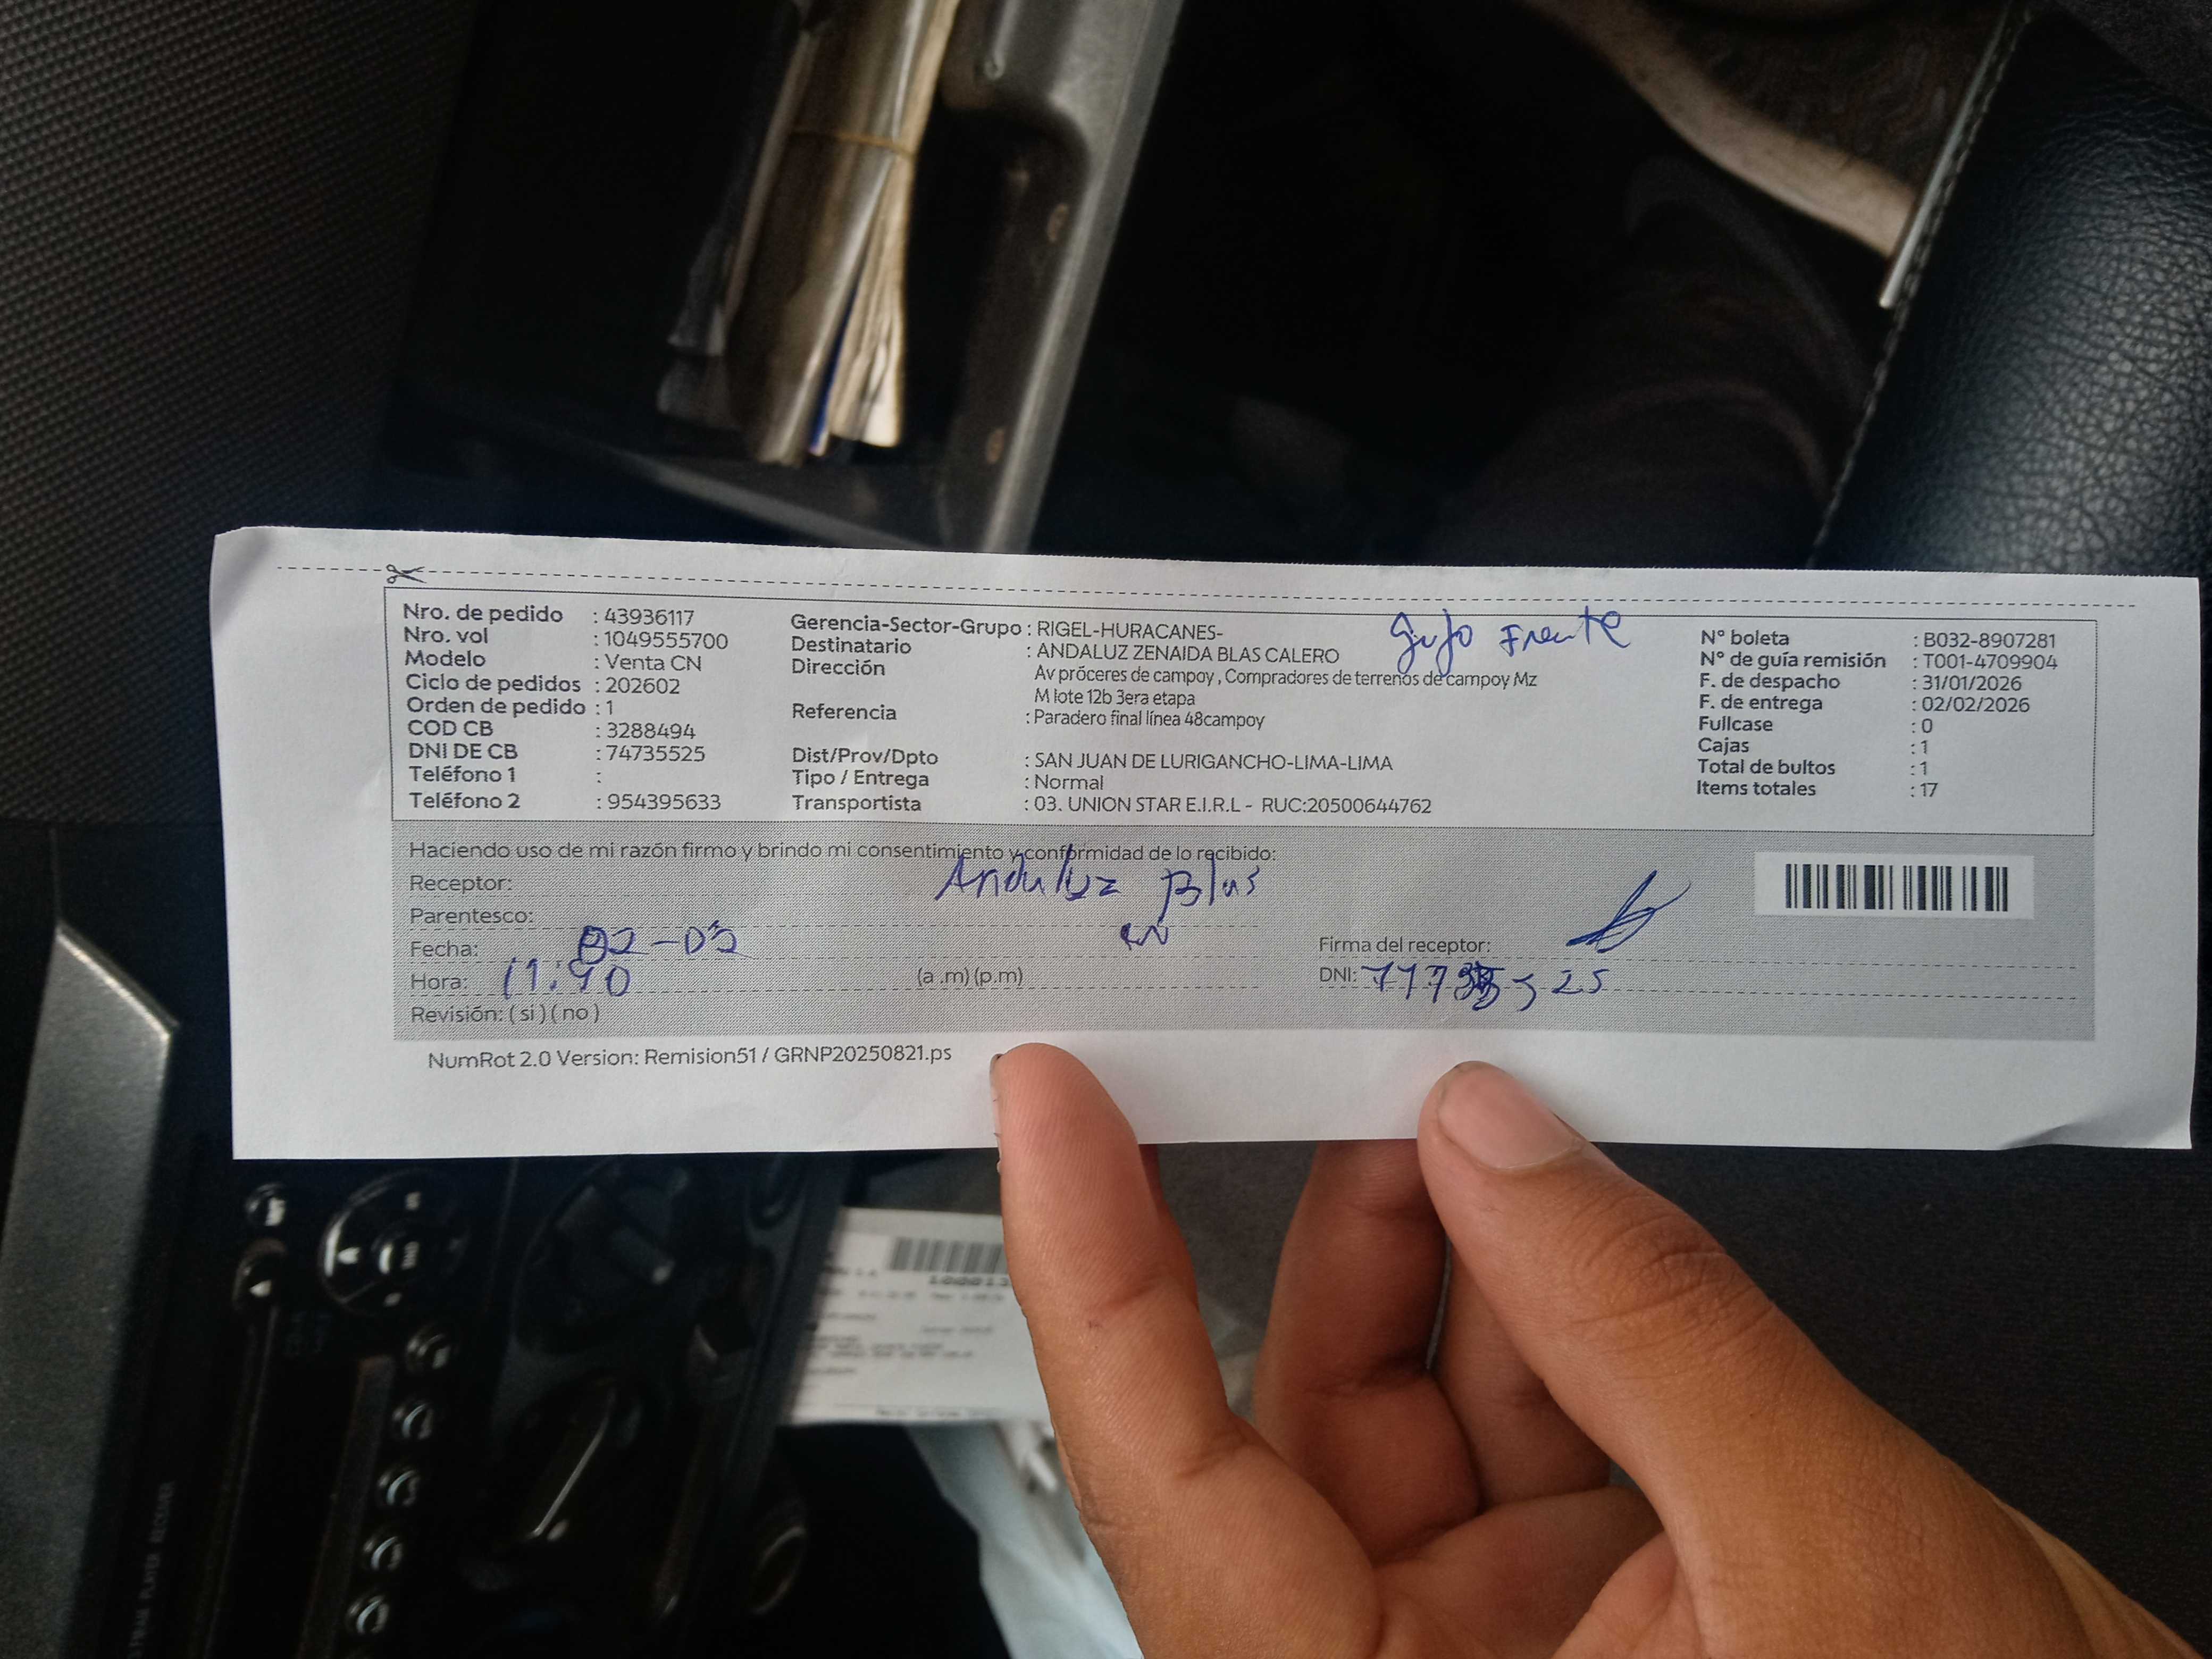 Nro. de pedido : 43936117
Nro. vol : 1049555700
Modelo : Venta CN
Ciclo de pedidos : 202602
Orden de pedido : 1
COD CB : 3288494
DNI DE CB : 74735525
Teléfono 1 :
Teléfono 2 : 954395633
Gerencia-Sector-Grupo : RIGEL-HURACANES-
Destinatario : ANDALUZ ZENAIDA BLAS CALERO
Dirección Av próceres de campoy , Compradores de terrenos de campoy Mz
M lote 12b 3era etapa
Referencia : Paradero final línea 48campoy
Dist/Prov/Dpto : SAN JUAN DE LURIGANCHO-LIMA-LIMA
Tipo / Entrega : Normal
Transportista : 03. UNION STAR E.I.R.L - RUC:20500644762
Frente
N° boleta : B032-8907281
N° de guía remisión : T001-4709904
F. de despacho : 31/01/2026
F. de entrega : 02/02/2026
Fullcase : 0
Cajas : 1
Total de bultos : 1
Items totales : 17
Haciendo uso de mi razón firmo y brindo mi consentimiento y conformidad de lo recibido:
Receptor: Andaluz Blas
Parentesco:
Fecha:
Hora: 11:40 (a .m) (p.m)
Revisión: ( si ) ( no )
Firma del receptor:
DNI:
NumRot 2.0 Version: Remision51 / GRNP20250821.ps